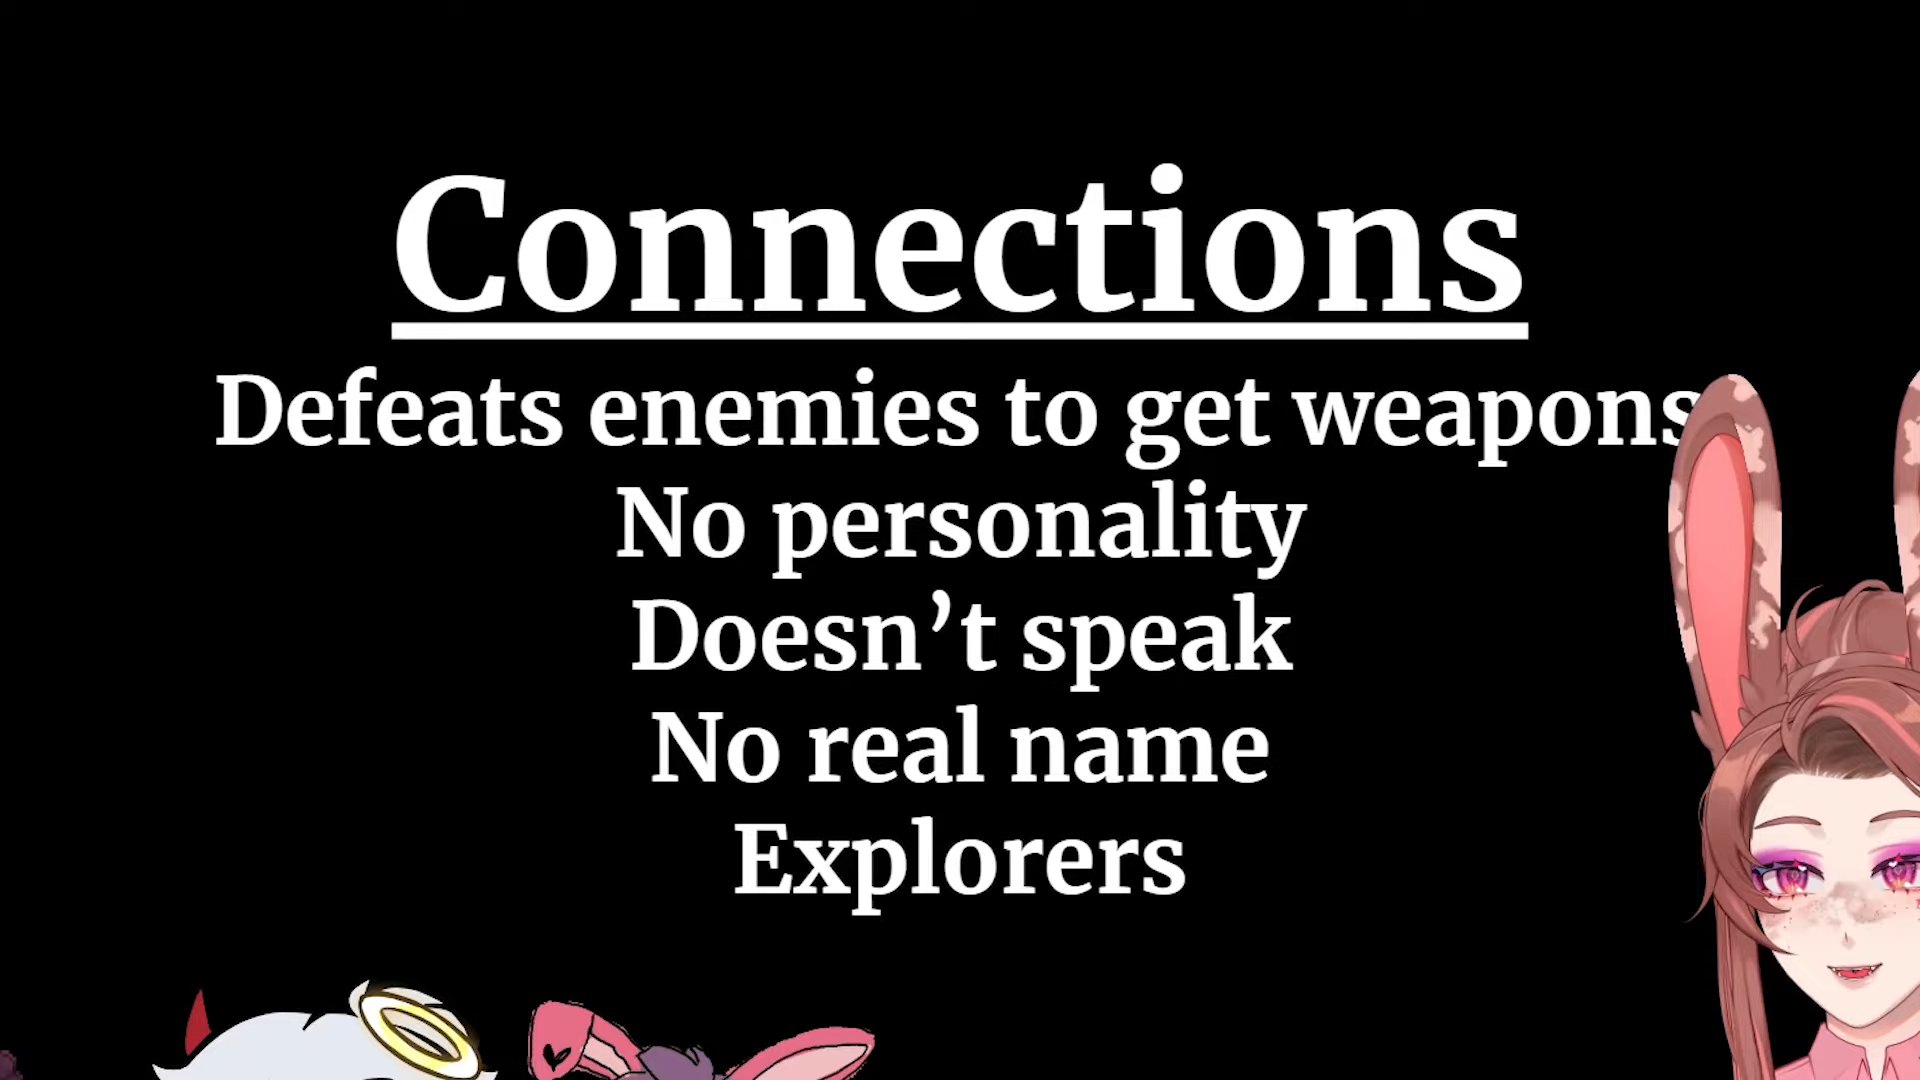 Connections
Defeats enemies to get weapons
No personality
Doesn’t speak
No real name
Explorers